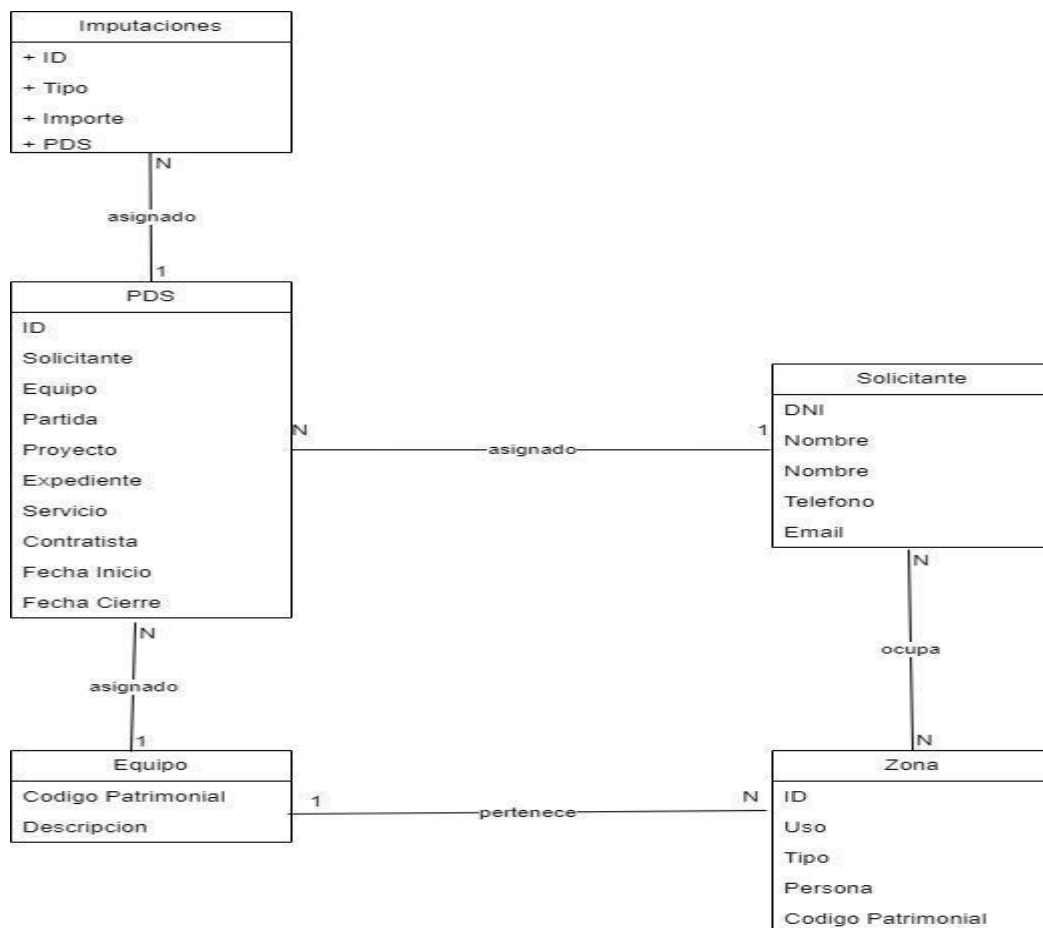 Imputaciones
+ ID
+ Tipo
+ Importe
+ PDS
N
asignado
1
PDS
ID
Solicitante
Equipo
Partida
Proyecto
Expediente
Servicio
Contratista
Fecha Inicio
Fecha Cierre
N
asignado
1
Solicitante
DNI
Nombre
Nombre
Telefono
Email
N
ocupa
N
N
asignado
1
Equipo
Codigo Patrimonial
Descripcion
1
pertenece
N
Zona
ID
Uso
Tipo
Persona
Codigo Patrimonial